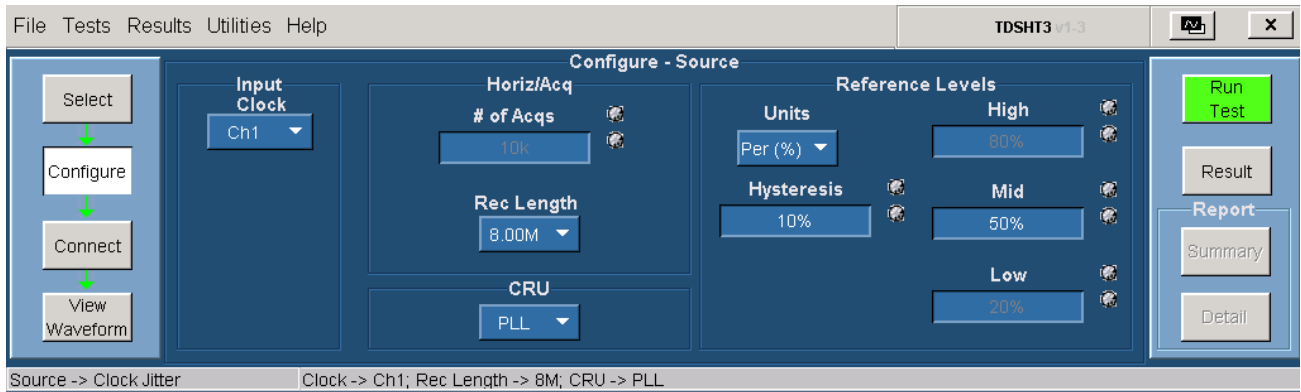 File Tests Results Utilities Help
TDSHT3 v1-3
x
Configure - Source
Select
Configure
Connect
View
Waveform
Input
Clock
Ch1
Horiz/Acq
# of Acqs
10k
Rec Length
8.00M
CRU
PLL
Reference Levels
Units
Per (%)
Hysteresis
10%
High
80%
Mid
50%
Low
20%
Run
Test
Result
Report
Summary
Detail
Source -> Clock Jitter
Clock -> Ch1; Rec Length -> 8M; CRU -> PLL